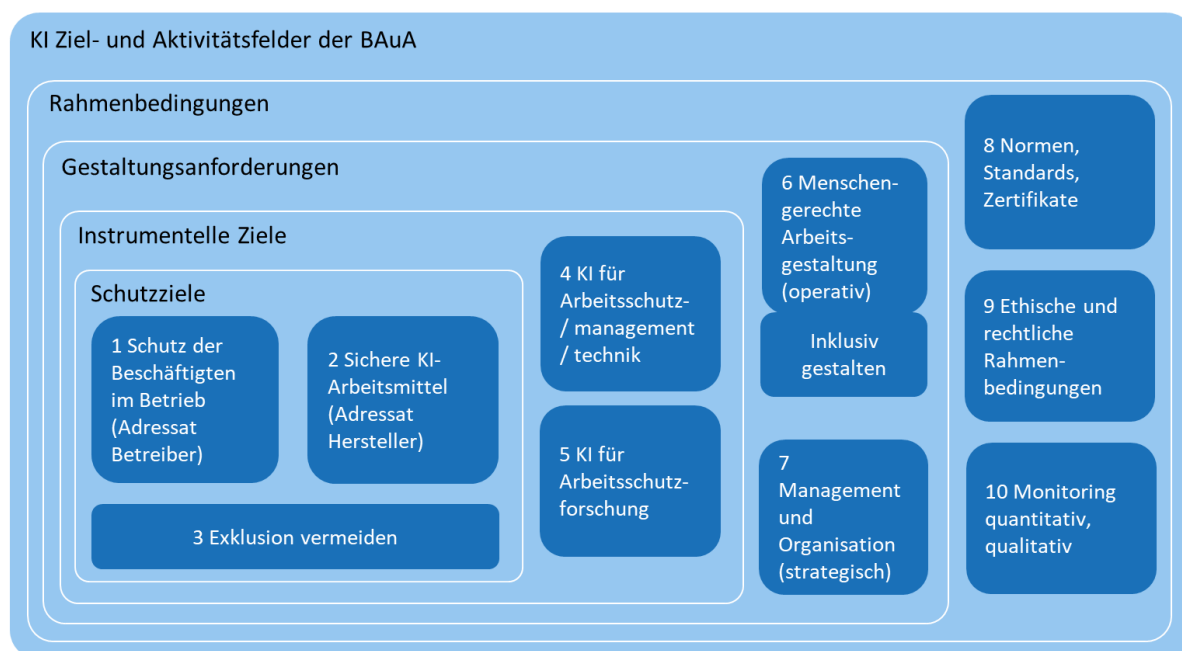 KI Ziel- und Aktivitätsfelder der BAuA
Rahmenbedingungen
Gestaltungsanforderungen
Instrumentelle Ziele
Schutzziele
1 Schutz der
Beschäftigten
im Betrieb
(Adressat
Betreiber)
2 Sichere KI-
Arbeitsmittel
(Adressat
Hersteller)
3 Exklusion vermeiden
4 KI für
Arbeitsschutz-
/ management
/ technik
5 KI für
Arbeitsschutz-
forschung
6 Menschen-
gerechte
Arbeits-
gestaltung
(operativ)
Inklusiv
gestalten
7
Management
und
Organisation
(strategisch)
8 Normen,
Standards,
Zertifikate
9 Ethische und
rechtliche
Rahmen-
bedingungen
10 Monitoring
quantitativ,
qualitativ